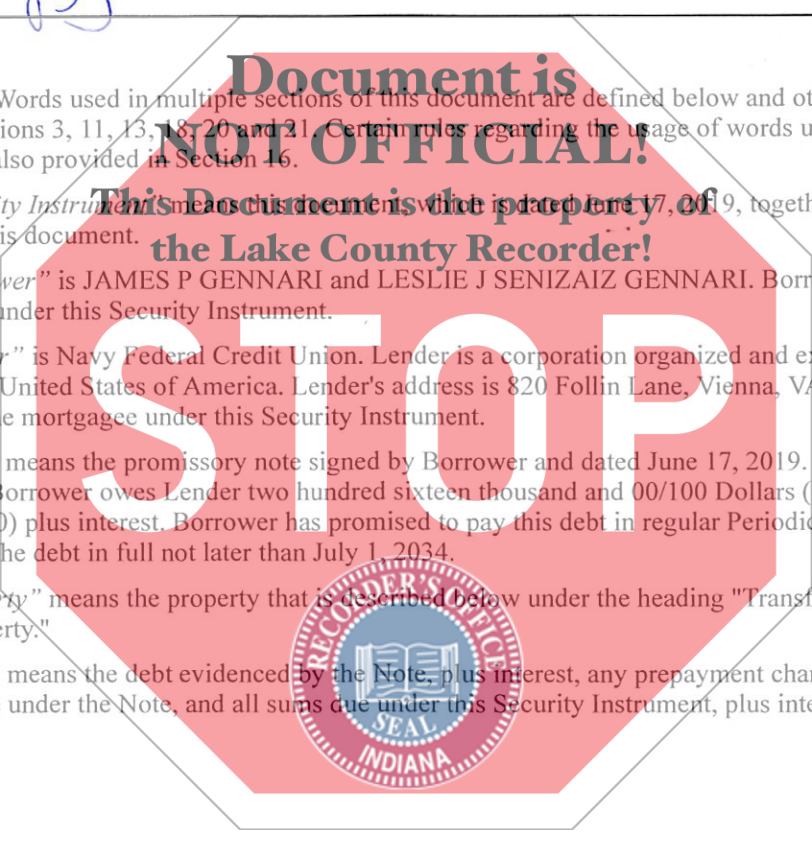 Document is
NOT OFFICIAL!
This Document is the property of
the Lake County Recorder!
STOP
Words used in multiple sections of this document are defined below and ot
ions 3, 11, 13, 18, 20 and 21. Certain rules regarding the usage of words u
also provided in Section 16.
ity Instrument" means this document, which is dated June 17, 2019, togeth
is document.
wer" is JAMES P GENNARI and LESLIE J SENIZAIZ GENNARI. Borr
under this Security Instrument.
r" is Navy Federal Credit Union. Lender is a corporation organized and e
United States of America. Lender's address is 820 Follin Lane, Vienna, VA
e mortgagee under this Security Instrument.
means the promissory note signed by Borrower and dated June 17, 2019.
Borrower owes Lender two hundred sixteen thousand and 00/100 Dollars (
0) plus interest. Borrower has promised to pay this debt in regular Periodic
he debt in full not later than July 1, 2034.
rty" means the property that is described below under the heading "Transf
erty."
means the debt evidenced by the Note, plus interest, any prepayment char
under the Note, and all sums due under this Security Instrument, plus inte
RECORDER'S OFFICE
SEAL
INDIANA